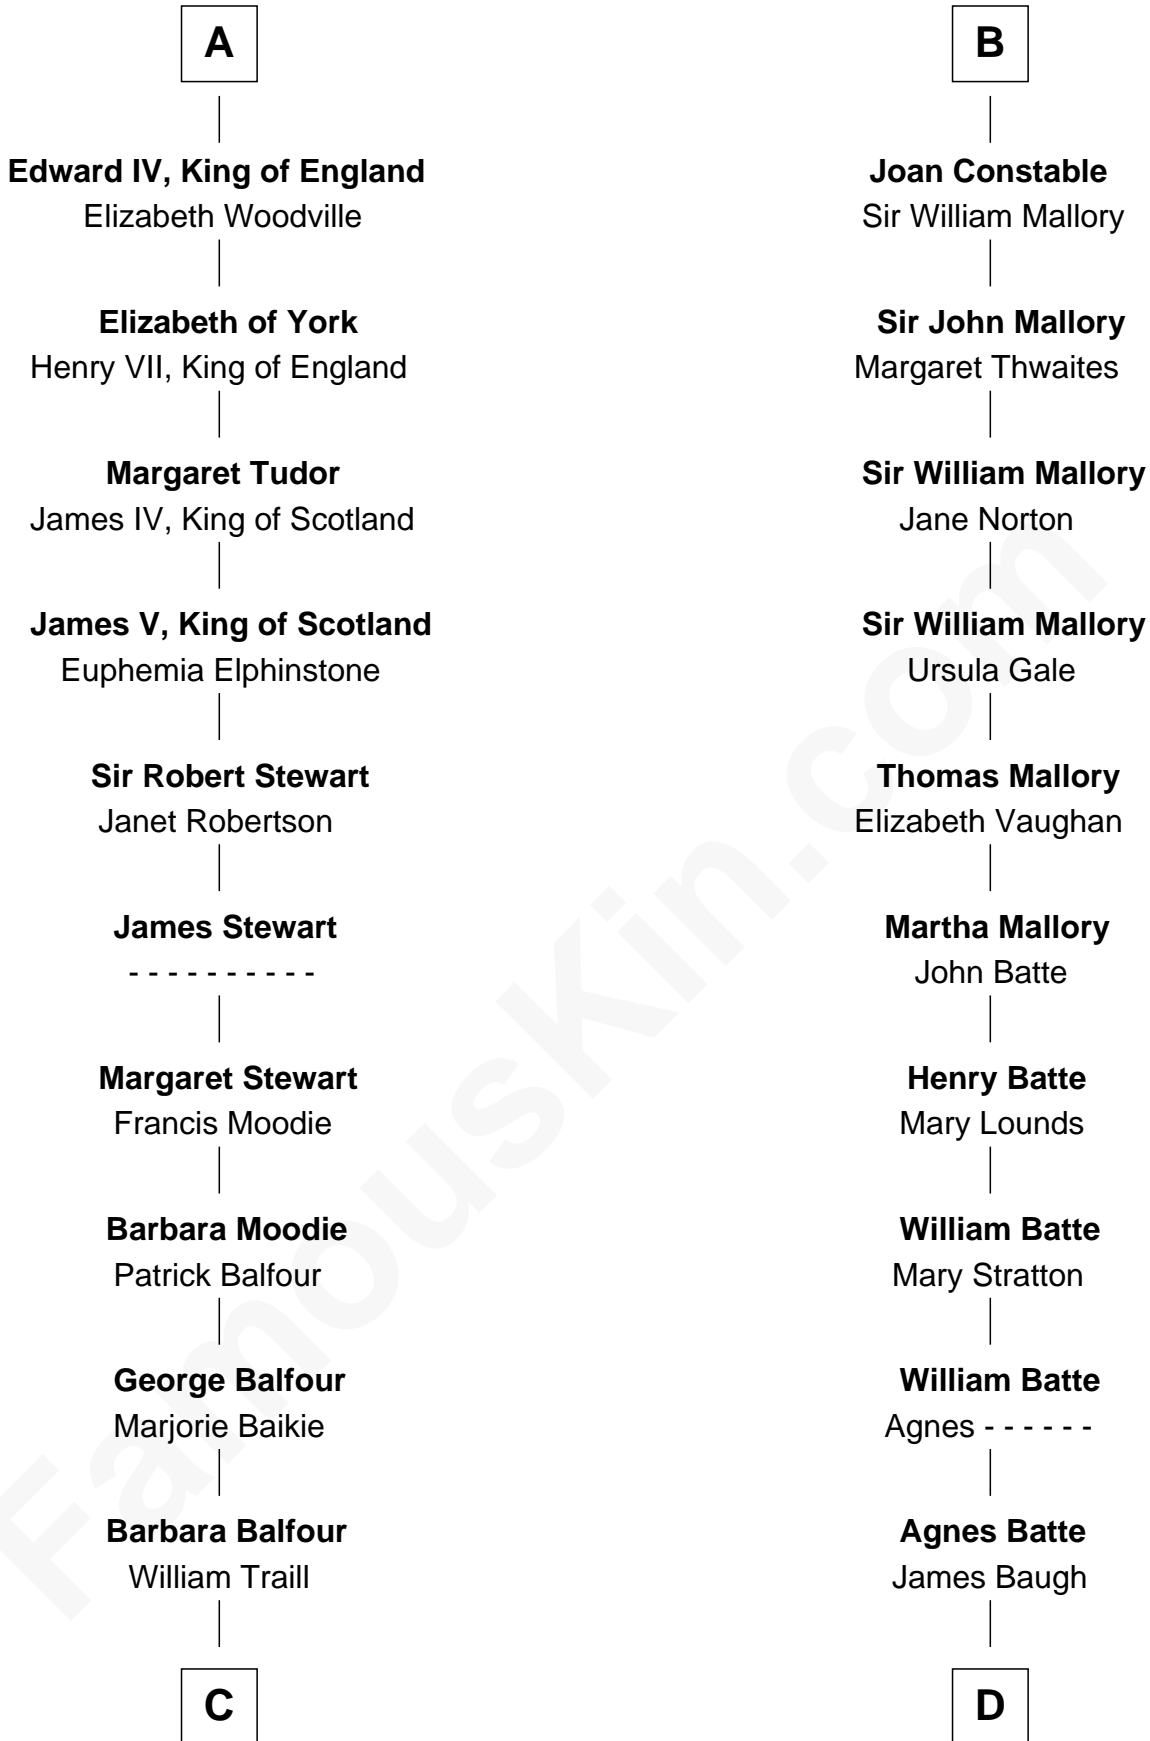 A
Edward IV, King of England
Elizabeth Woodville
Elizabeth of York
Henry VII, King of England
Margaret Tudor
James IV, King of Scotland
James V, King of Scotland
Euphemia Elphinstone
Sir Robert Stewart
Janet Robertson
James Stewart
- - - - - - - - - -
Margaret Stewart
Francis Moodie
Barbara Moodie
Patrick Balfour
George Balfour
Marjorie Baikie
Barbara Balfour
William Traill
C
B
Joan Constable
Sir William Mallory
Sir John Mallory
Margaret Thwaites
Sir William Mallory
Jane Norton
Sir William Mallory
Ursula Gale
Thomas Mallory
Elizabeth Vaughan
Martha Mallory
John Batte
Henry Batte
Mary Lounds
William Batte
Mary Stratton
William Batte
Agnes - - - - - -
Agnes Batte
James Baugh
D
FamousKin.com